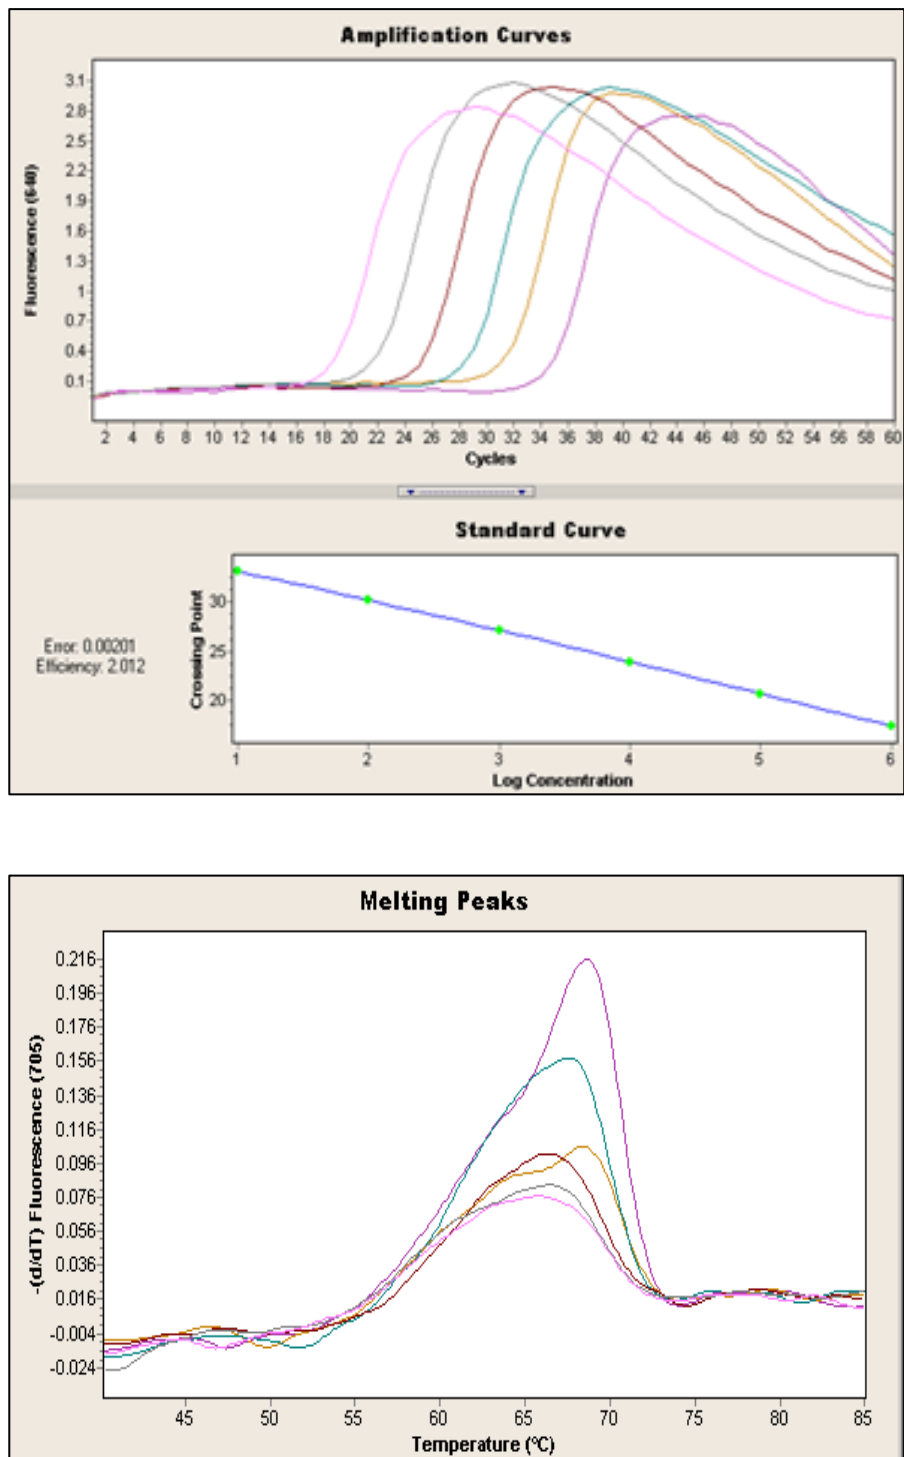 Amplification Curves
Fluorescence (640)
3.1
2.8
2.5
2.2
1.9
1.6
1.3
1
0.7
0.4
0.1
2 4 6 8 10 12 14 16 18 20 22 24 26 28 30 32 34 36 38 40 42 44 46 48 50 52 54 56 58 60
Cycles
Standard Curve
Error: 0.00201
Efficiency: 2.012
Crossing Point
30
25
20
1 2 3 4 5 6
Log Concentration
Melting Peaks
-(d/dT) Fluorescence (705)
0.216
0.196
0.176
0.156
0.136
0.116
0.096
0.076
0.056
0.036
0.016
-0.004
-0.024
45 50 55 60 65 70 75 80 85
Temperature (ºC)